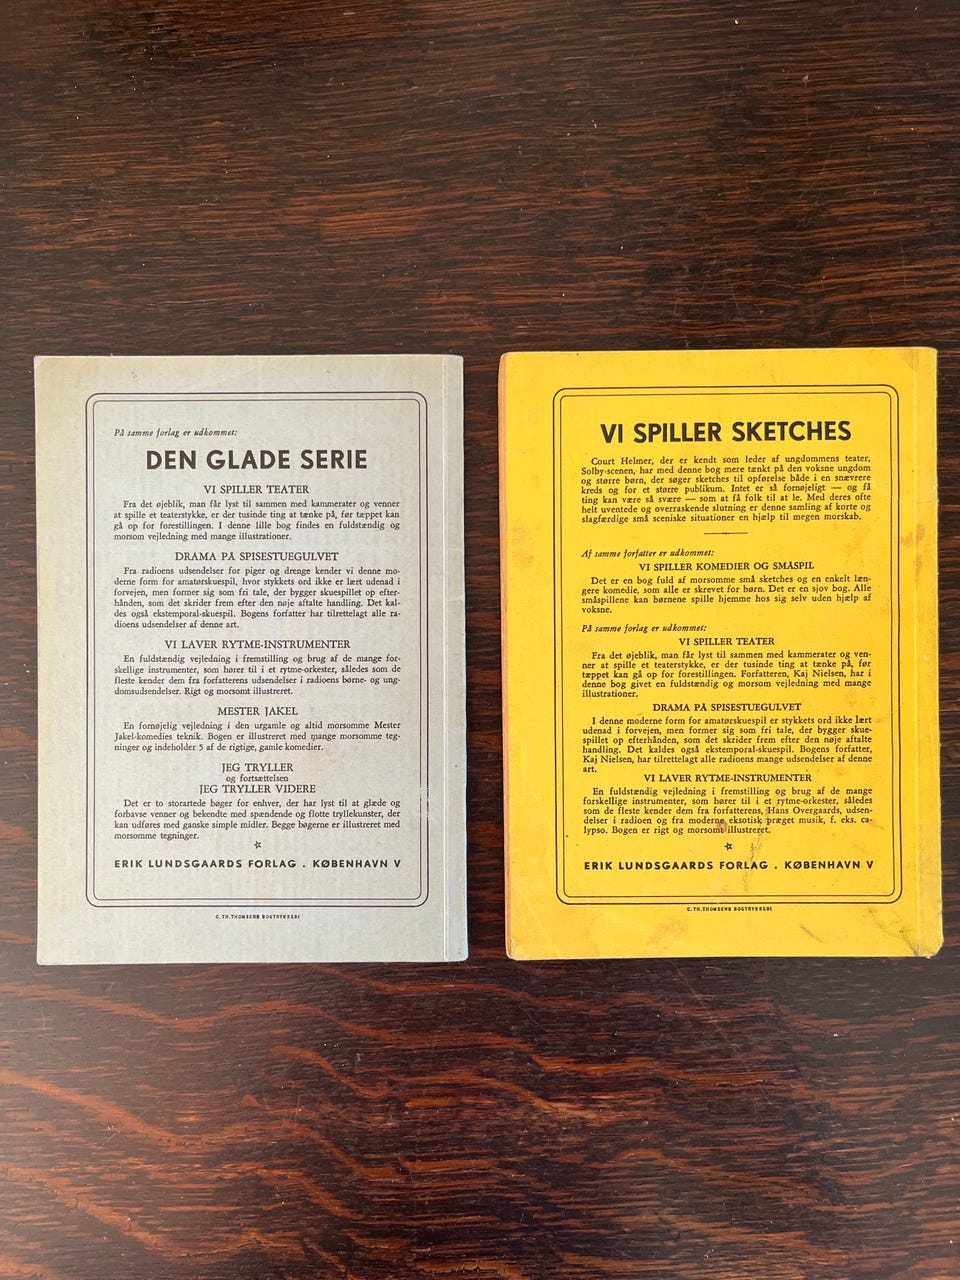 På samme forlag er udkommet:
DEN GLADE SERIE
VI SPILLER TEATER
Fra det øjeblik, man får lyst til sammen med kammerater og venner
at spille et teaterstykke, er der tusinde ting at tænke på, før tæppet kan
gå op for forestillingen. I denne lille bog findes en fuldstændig og
morsom vejledning med mange illustrationer.
DRAMA PÅ SPISESTUEGULVET
Fra radioens udsendelser for piger og drenge kender vi denne mo-
derne form for amatørskuespil, hvor stykkets ord ikke er lært udenad i
forvejen, men former sig som fri tale, der bygger skuespillet op efter-
hånden, som det skrider frem efter den nøje aftalte handling. Det kal-
des også ekstemporal-skuespil. Bogens forfatter har tilrettelagt alle ra-
dioens udsendelser af denne art.
VI LAVER RYTME-INSTRUMENTER
En fuldstændig vejledning i fremstilling og brug af de mange for-
skellige instrumenter, som hører til i et rytme-orkester, således som de
fleste kender dem fra forfatterens udsendelser i radioens børne- og ung-
domsudsendelser. Rigt og morsomt illustreret.
MESTER JAKEL
En fornøjelig vejledning i den urgamle og altid morsomme Mester
Jakel-komedies teknik. Bogen er illustreret med mange morsomme teg-
ninger og indeholder 5 af de rigtige, gamle komedier.
JEG TRYLLER
og fortsættelsen
JEG TRYLLER VIDERE
Det er to storartede bøger for enhver, der har lyst til at glæde og
forbavse venner og bekendte med spændende og flotte tryllekunster, der
kan udføres med ganske simple midler. Begge bøgerne er illustreret med
morsomme tegninger.
ERIK LUNDSGAARDS FORLAG . KØBENHAVN V
C. TH. THOMSENS BOGTRYKKERI
VI SPILLER SKETCHES
Court Helmer, der er kendt som leder af ungdommens teater,
Solby-scenen, har med denne bog mere tænkt på den voksne ungdom
og større børn, der søger sketches til opførelse både i en snævrere
kreds og for et større publikum. Intet er så fornøjeligt — og få
ting kan være så svære — som at få folk til at le. Med deres ofte
helt uventede og overraskende slutning er denne samling af korte og
slagfærdige små sceniske situationer en hjælp til megen morskab.
Af samme forfatter er udkommet:
VI SPILLER KOMEDIER OG SMÅSPIL
Det er en bog fuld af morsomme små sketches og en enkelt læn-
gere komedie, som alle er skrevet for børn. Det er en sjov bog. Alle
småspillene kan børnene spille hjemme hos sig selv uden hjælp af
voksne.
På samme forlag er udkommet:
VI SPILLER TEATER
Fra det øjeblik, man får lyst til sammen med kammerater og ven-
ner at spille et teaterstykke, er der tusinde ting at tænke på, før
tæppet kan gå op for forestillingen. Forfatteren, Kaj Nielsen, har i
denne bog givet en fuldstændig og morsom vejledning med mange
illustrationer.
DRAMA PÅ SPISESTUEGULVET
I denne moderne form for amatørskuespil er stykkets ord ikke lært
udenad i forvejen, men former sig som fri tale, der bygger skue-
spillet op efterhånden, som det skrider frem efter den nøje aftalte
handling. Det kaldes også ekstemporal-skuespil. Bogens forfatter,
Kaj Nielsen, har tilrettelagt alle radioens mange udsendelser af denne
art.
VI LAVER RYTME-INSTRUMENTER
En fuldstændig vejledning i fremstilling og brug af de mange
forskellige instrumenter, som hører til i et rytme-orkester, således
som de fleste kender dem fra forfatterens, Hans Overgaards, udsen-
delser i radioen og fra moderne eksotisk præget musik, f. eks. ca-
lypso. Bogen er rigt og morsomt illustreret.
ERIK LUNDSGAARDS FORLAG . KØBENHAVN V
C. TH. THOMSENS BOGTRYKKERI